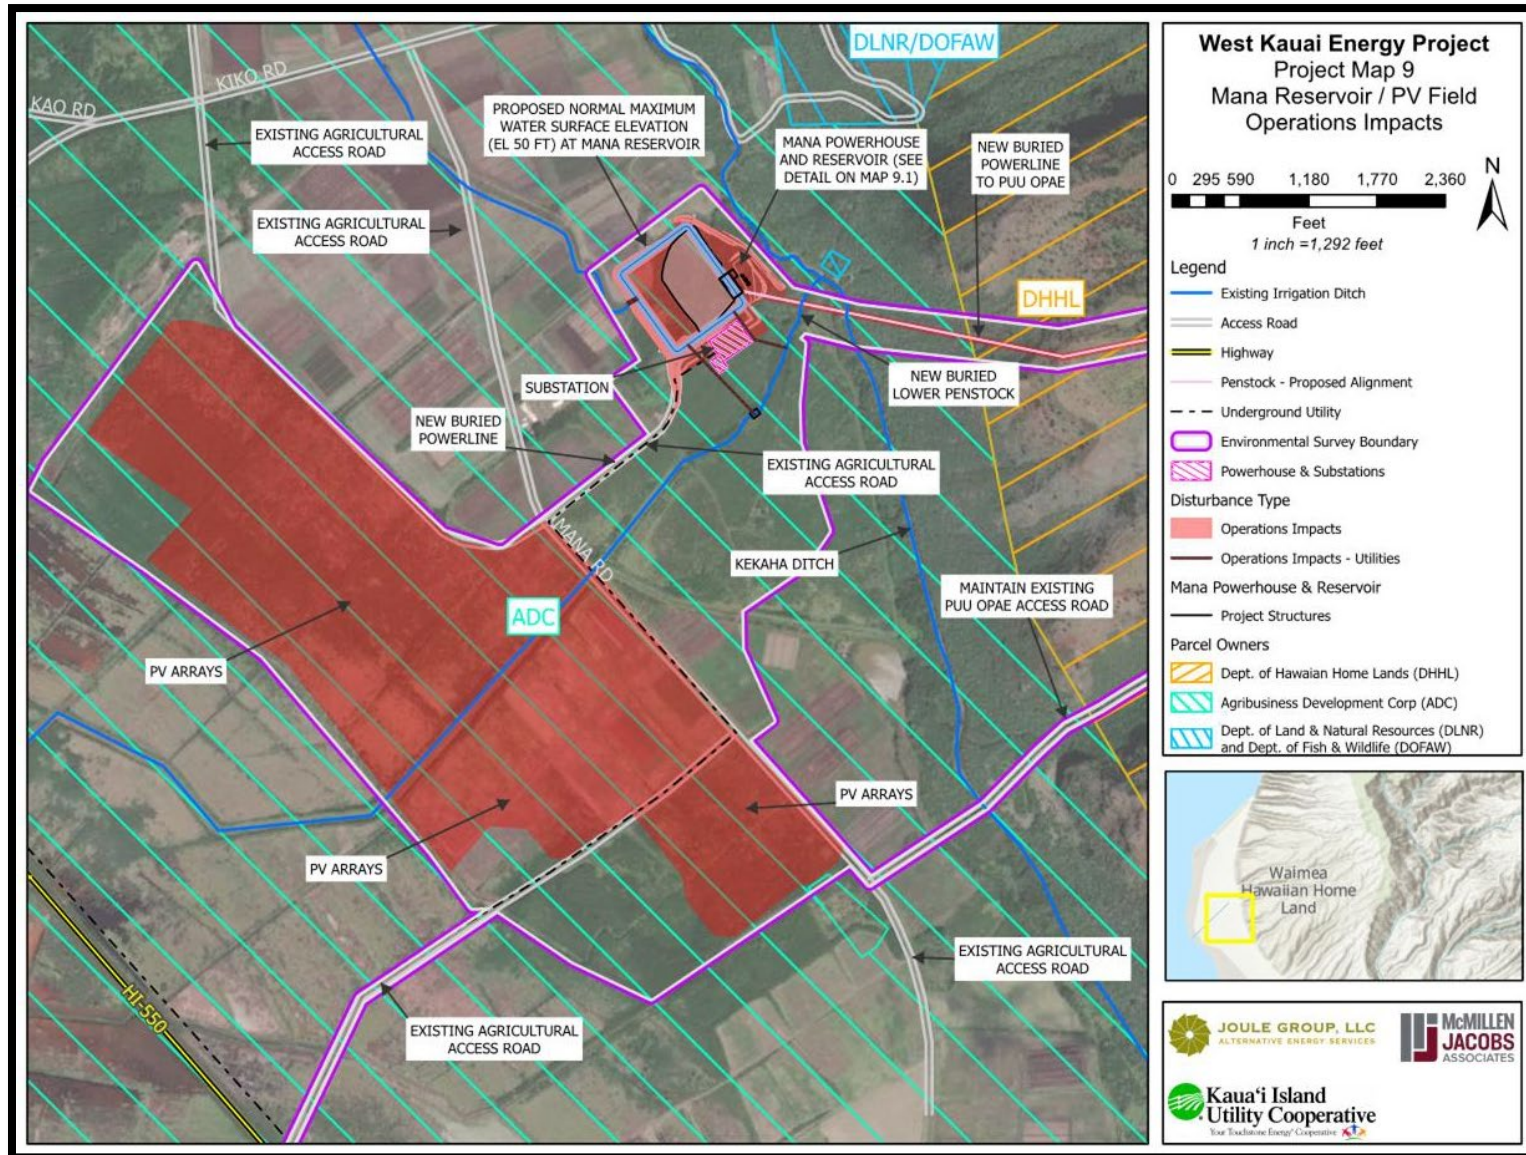 West Kauai Energy Project
Project Map 9
Mana Reservoir / PV Field
Operations Impacts
N
0 295 590 1,180 1,770 2,360
Feet
1 inch =1,292 feet
Legend
Existing Irrigation Ditch
Access Road
Highway
Penstock - Proposed Alignment
Underground Utility
Environmental Survey Boundary
Powerhouse & Substations
Disturbance Type
Operations Impacts
Operations Impacts - Utilities
Mana Powerhouse & Reservoir
Project Structures
Parcel Owners
Dept. of Hawaiian Home Lands (DHHL)
Agribusiness Development Corp (ADC)
Dept. of Land & Natural Resources (DLNR)
and Dept. of Fish & Wildlife (DOFAW)
Waimea
Hawaiian Home
Land
JOULE GROUP, LLC
ALTERNATIVE ENERGY SERVICES
McMILLEN
JACOBS
ASSOCIATES
Kaua‘i Island
Utility Cooperative
Your Touchstone Energy® Cooperative
DLNR/DOFAW
KIKO RD
KAO RD
EXISTING AGRICULTURAL
ACCESS ROAD
PROPOSED NORMAL MAXIMUM
WATER SURFACE ELEVATION
(EL 50 FT) AT MANA RESERVOIR
MANA POWERHOUSE
AND RESERVOIR (SEE
DETAIL ON MAP 9.1)
NEW BURIED
POWERLINE
TO PUU OPAE
EXISTING AGRICULTURAL
ACCESS ROAD
DHHL
SUBSTATION
NEW BURIED
LOWER PENSTOCK
NEW BURIED
POWERLINE
EXISTING AGRICULTURAL
ACCESS ROAD
MANA RD
KEKAHA DITCH
MAINTAIN EXISTING
PUU OPAE ACCESS ROAD
ADC
PV ARRAYS
PV ARRAYS
PV ARRAYS
EXISTING AGRICULTURAL
ACCESS ROAD
HI-550
EXISTING AGRICULTURAL
ACCESS ROAD